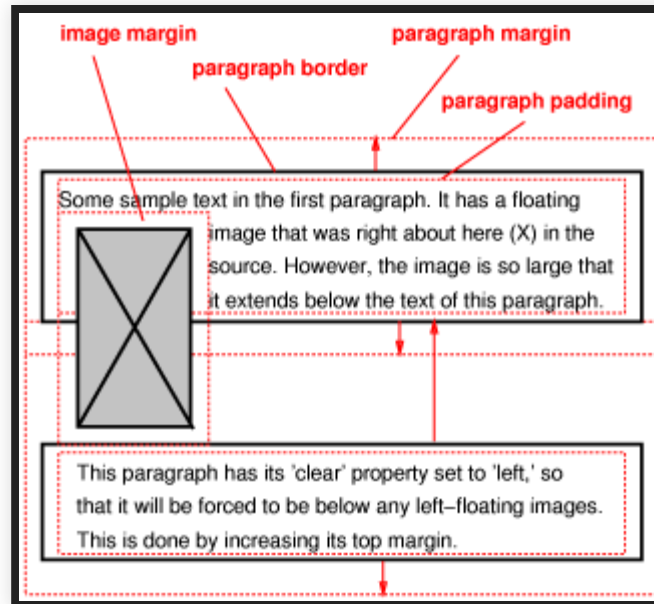 image margin
paragraph margin
paragraph border
paragraph padding
Some sample text in the first paragraph. It has a floating
image that was right about here (X) in the
source. However, the image is so large that
it extends below the text of this paragraph.
This paragraph has its 'clear' property set to 'left,' so
that it will be forced to be below any left–floating images.
This is done by increasing its top margin.